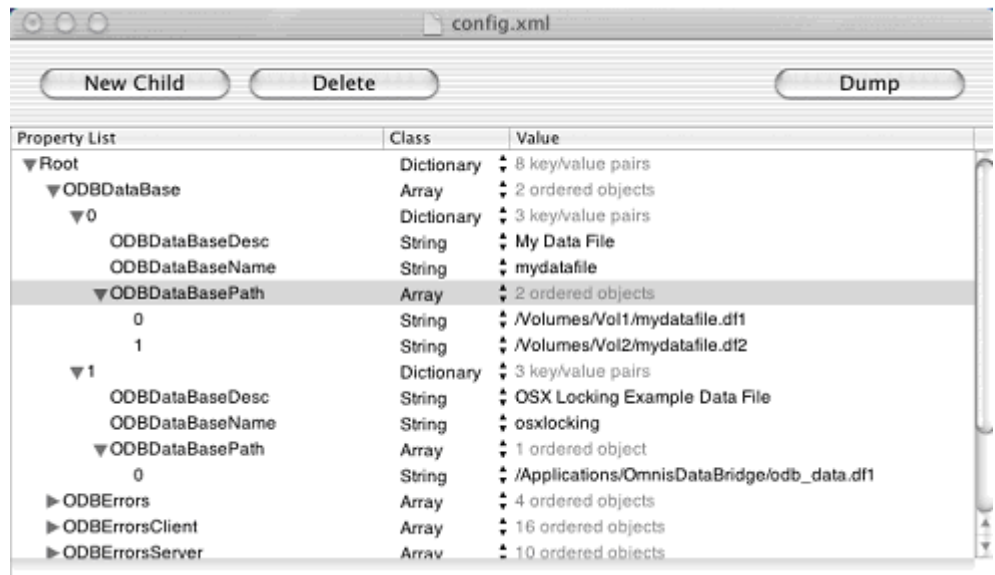 config.xml
New Child Delete Dump
Property List Class Value
Root Dictionary 8 key/value pairs
ODBDataBase Array 2 ordered objects
0 Dictionary 3 key/value pairs
ODBDataBaseDesc String My Data File
ODBDataBaseName String mydatafile
ODBDataBasePath Array 2 ordered objects
0 String /Volumes/Vol1/mydatafile.df1
1 String /Volumes/Vol2/mydatafile.df2
1 Dictionary 3 key/value pairs
ODBDataBaseDesc String OSX Locking Example Data File
ODBDataBaseName String osxlocking
ODBDataBasePath Array 1 ordered object
0 String /Applications/OmnisDataBridge/odb_data.df1
ODBErrors Array 4 ordered objects
ODBErrorsClient Array 16 ordered objects
ODBErrorsServer Array 10 ordered objects